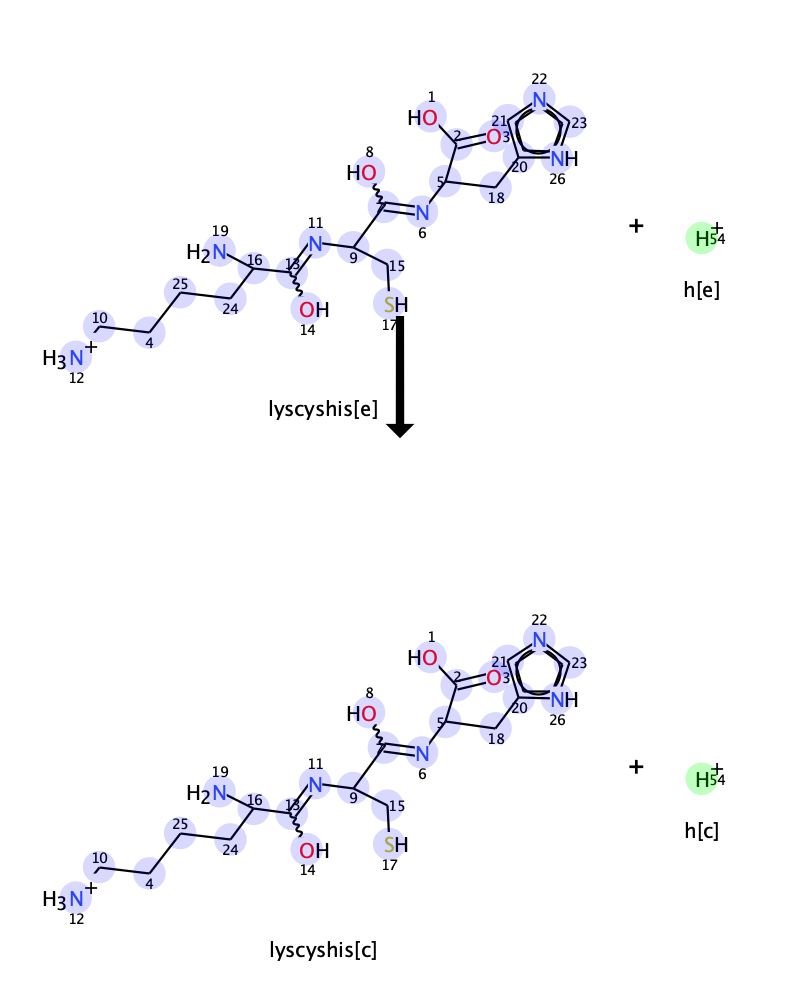 22
1
HO
N
21
23
2
O
3
8
HO
20
NH
26
5
18
11
N
6
19
N
H2N
16
13
9
15
25
OH
14
SH
17
24
10
4
H3N
+
12
+
H
+
54
h[e]
lyscyshis[e]
22
1
HO
N
21
23
2
O
3
8
HO
20
NH
26
5
18
11
N
6
19
N
H2N
16
13
9
15
25
OH
14
SH
17
24
10
4
H3N
+
12
+
H
+
54
h[c]
lyscyshis[c]